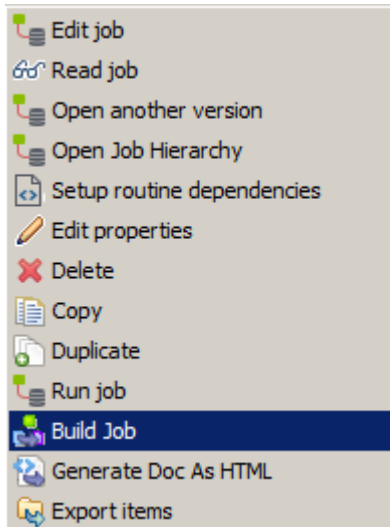 Edit job
Read job
Open another version
Open Job Hierarchy
Setup routine dependencies
Edit properties
Delete
Copy
Duplicate
Run job
Build Job
Generate Doc As HTML
Export items